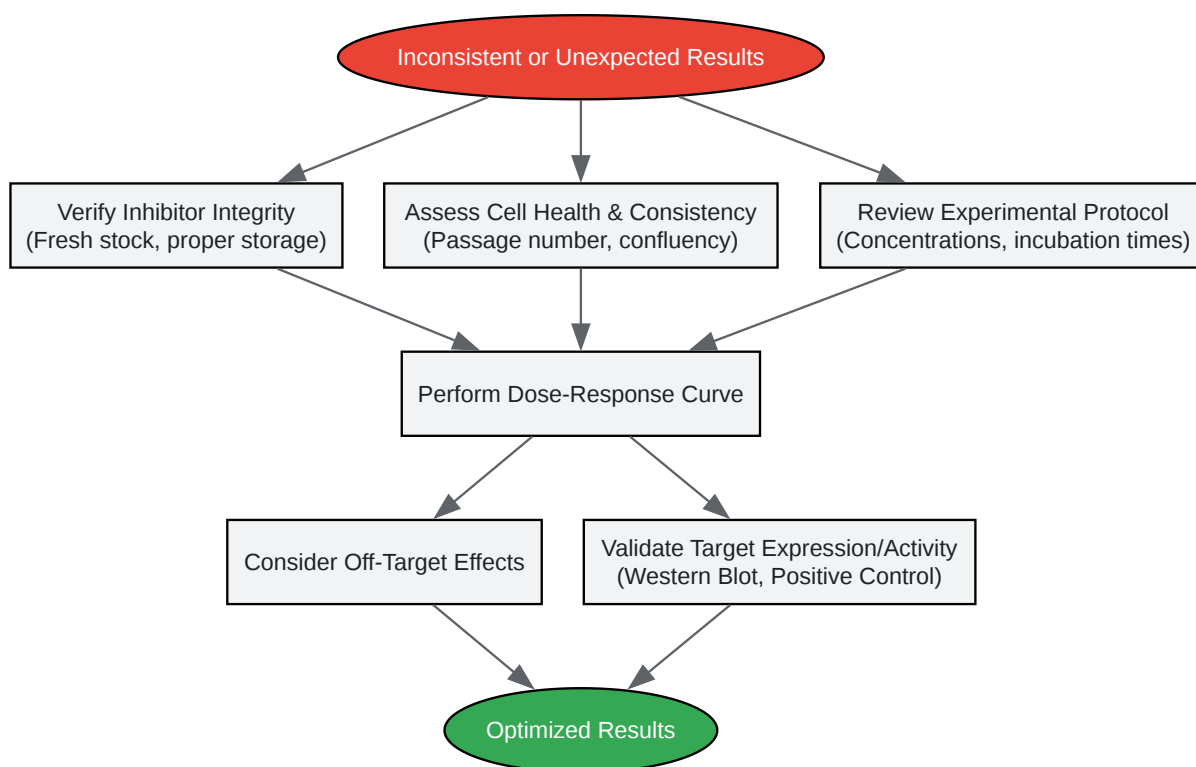 Inconsistent or Unexpected Results
Verify Inhibitor Integrity
(Fresh stock, proper storage)
Assess Cell Health & Consistency
(Passage number, confluency)
Review Experimental Protocol
(Concentrations, incubation times)
Perform Dose-Response Curve
Consider Off-Target Effects
Validate Target Expression/Activity
(Western Blot, Positive Control)
Optimized Results